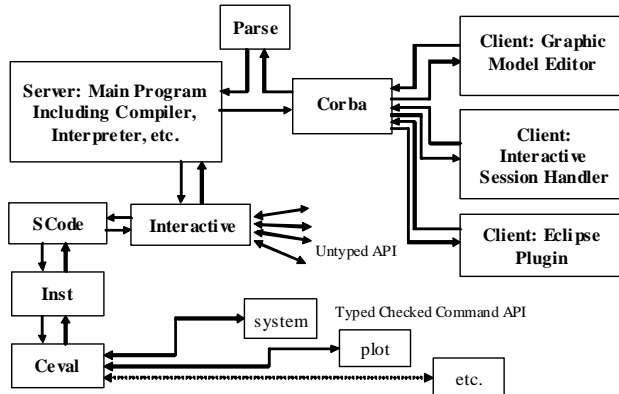 Parse
Client: Graphic
Model Editor
Server: Main Program
Including Compiler,
Interpreter, etc.
Corba
Client:
Interactive
Session Handler
SCode
Interactive
Untyped API
Client: Eclipse
Plugin
Inst
system
Typed Checked Command API
Ceval
plot
etc.